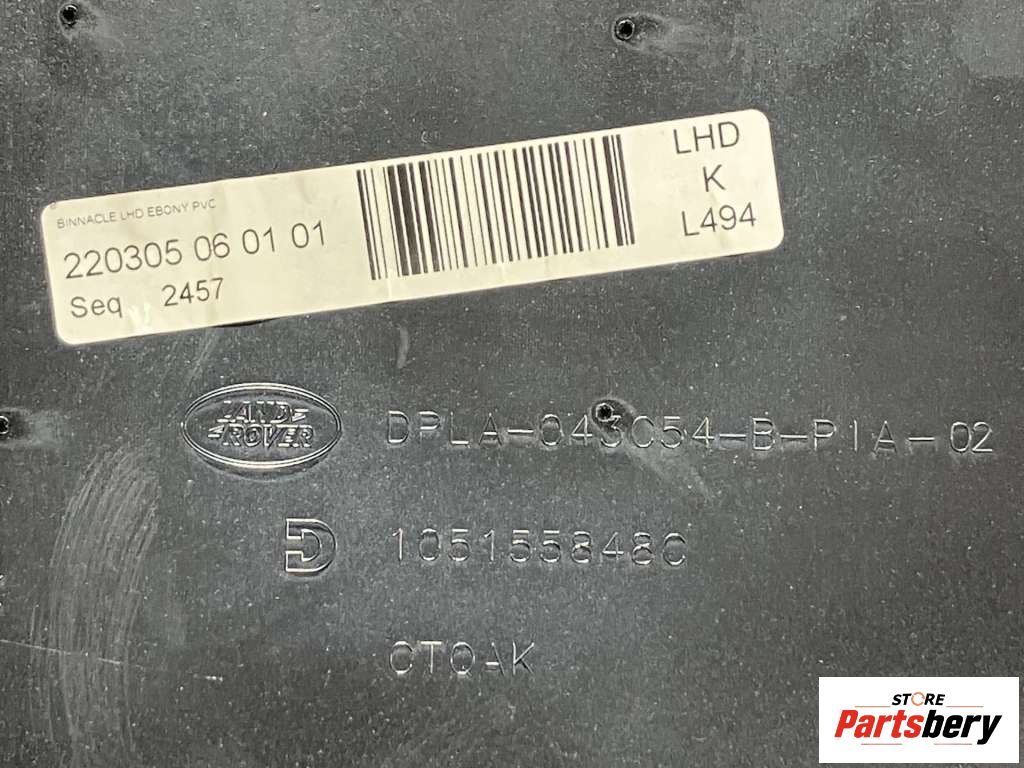 BINNACLE LHD EBONY PVC
220305 06 01 01
Seq 2457
LHD
K
L494
LAND
ROVER
DPLA-043C54-B-PIA-02
D 105155848C
STORE
Partsbery